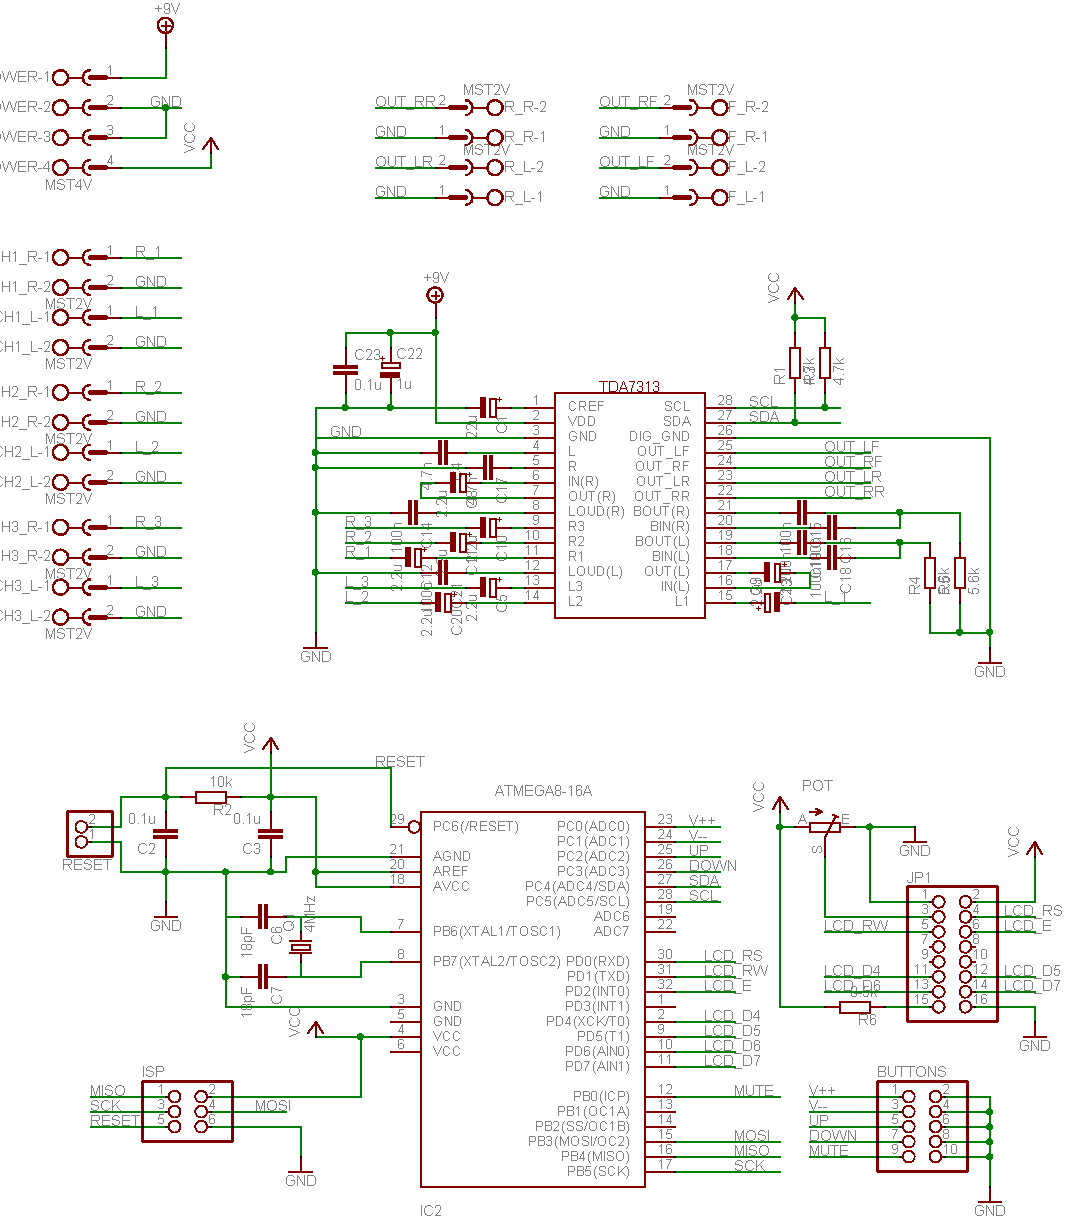 +9V
OWER-1 1
OWER-2 2 GND
OWER-3 3
OWER-4 4
MST4V
VCC
MST2V
OUT_RR 2 R_R-2
GND 1 R_R-1
MST2V
OUT_LR 2 R_L-2
GND 1 R_L-1
MST2V
OUT_RF 2 F_R-2
GND 1 F_R-1
MST2V
OUT_LF 2 F_L-2
GND 1 F_L-1
H1_R-1 1 R_1
H1_R-2 2 GND
MST2V
CH1_L-1 1 L_1
CH1_L-2 2 GND
MST2V
H2_R-1 1 R_2
H2_R-2 2 GND
MST2V
CH2_L-1 1 L_2
CH2_L-2 2 GND
MST2V
H3_R-1 1 R_3
H3_R-2 2 GND
MST2V
CH3_L-1 1 L_3
CH3_L-2 2 GND
MST2V
+9V
C23 0.1u
C22 1u
+ 
VCC
R1
4.7k
TDA7313
1 CREF SCL 28 SCL
2 VDD SDA 27 SDA
GND 3 GND DIG_GND 26
4 L OUT_LF 25 OUT_LF
5 R OUT_RF 24 OUT_RF
6 IN(R) OUT_LR 23 OUT_LR
7 OUT(R) OUT_RR 22 OUT_RR
8 LOUD(R) BOUT(R) 21
R_3 9 R3 BIN(R) 20
R_2 10 R2 BOUT(L) 19
R_1 11 R1 BIN(L) 18
12 LOUD(L) OUT(L) 17
L_3 13 L3 IN(L) 16
L_2 14 L2 L1 15
22u
4.7n
C17
2.2u
100n
C14
2.2u
C5
2.2u
C16
C18
R4
5.6k
GND
GND
VCC
RESET
10k
R2
0.1u
C2
0.1u
C3
2
1
RESET
GND
18pF
C6
Q1
4MHz
18pF
C7
VCC
ATMEGA8-16A
29 PC6(/RESET) PC0(ADC0) 23 V++
PC1(ADC1) 24 V--
21 AGND PC2(ADC2) 25 UP
20 AREF PC3(ADC3) 26 DOWN
18 AVCC PC4(ADC4/SDA) 27 SDA
PC5(ADC5/SCL) 28 SCL
ADC6 19
7 PB6(XTAL1/TOSC1) ADC7 22
8 PB7(XTAL2/TOSC2) PD0(RXD) 30 LCD_RS
PD1(TXD) 31 LCD_RW
PD2(INT0) 32 LCD_E
3 GND PD3(INT1) 1
5 GND PD4(XCK/T0) 2 LCD_D4
4 VCC PD5(T1) 9 LCD_D5
6 VCC PD6(AIN0) 10 LCD_D6
PD7(AIN1) 11 LCD_D7
PB0(ICP) 12 MUTE
PB1(OC1A) 13
PB2(SS/OC1B) 14
PB3(MOSI/OC2) 15 MOSI
PB4(MISO) 16 MISO
PB5(SCK) 17 SCK
IC2
ISP
MISO 1 2
SCK 3 4 MOSI
RESET 5 6
GND
VCC
POT
A E
S
GND
VCC
JP1
1 2
3 4 LCD_RS
LCD_RW 5 6 LCD_E
7 8
9 10
LCD_D4 11 12 LCD_D5
LCD_D6 13 14 LCD_D7
15 16
R6
GND
BUTTONS
V++ 1 2
V-- 3 4
UP 5 6
DOWN 7 8
MUTE 9 10
GND